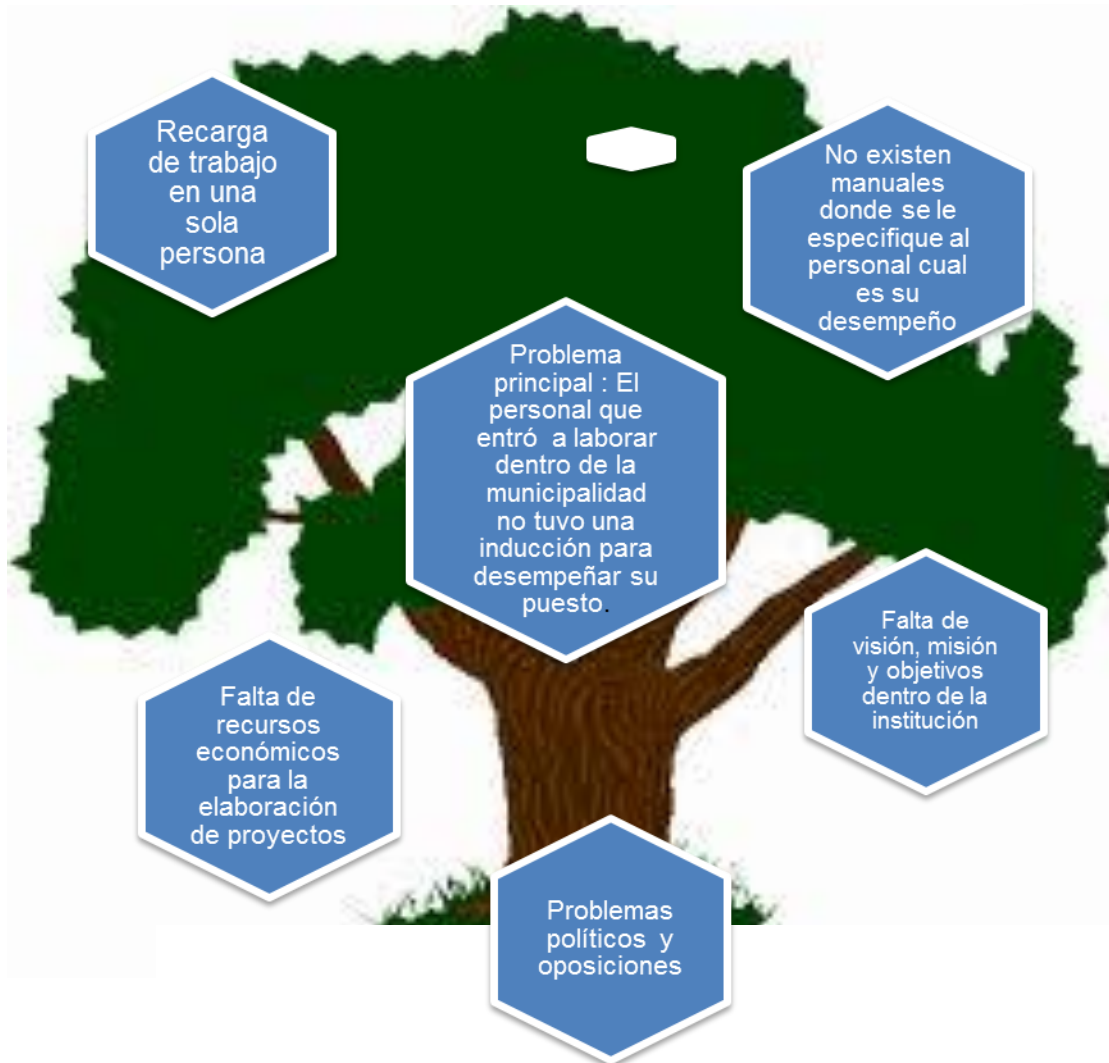 Recarga
de trabajo
en una
sola
persona
No existen
manuales
donde se le
especifique al
personal cual
es su
desempeño
Problema
principal : El
personal que
entró a laborar
dentro de la
municipalidad
no tuvo una
inducción para
desempeñar su
puesto.
Falta de
visión, misión
y objetivos
dentro de la
institución
Falta de
recursos
económicos
para la
elaboración
de proyectos
Problemas
políticos y
oposiciones